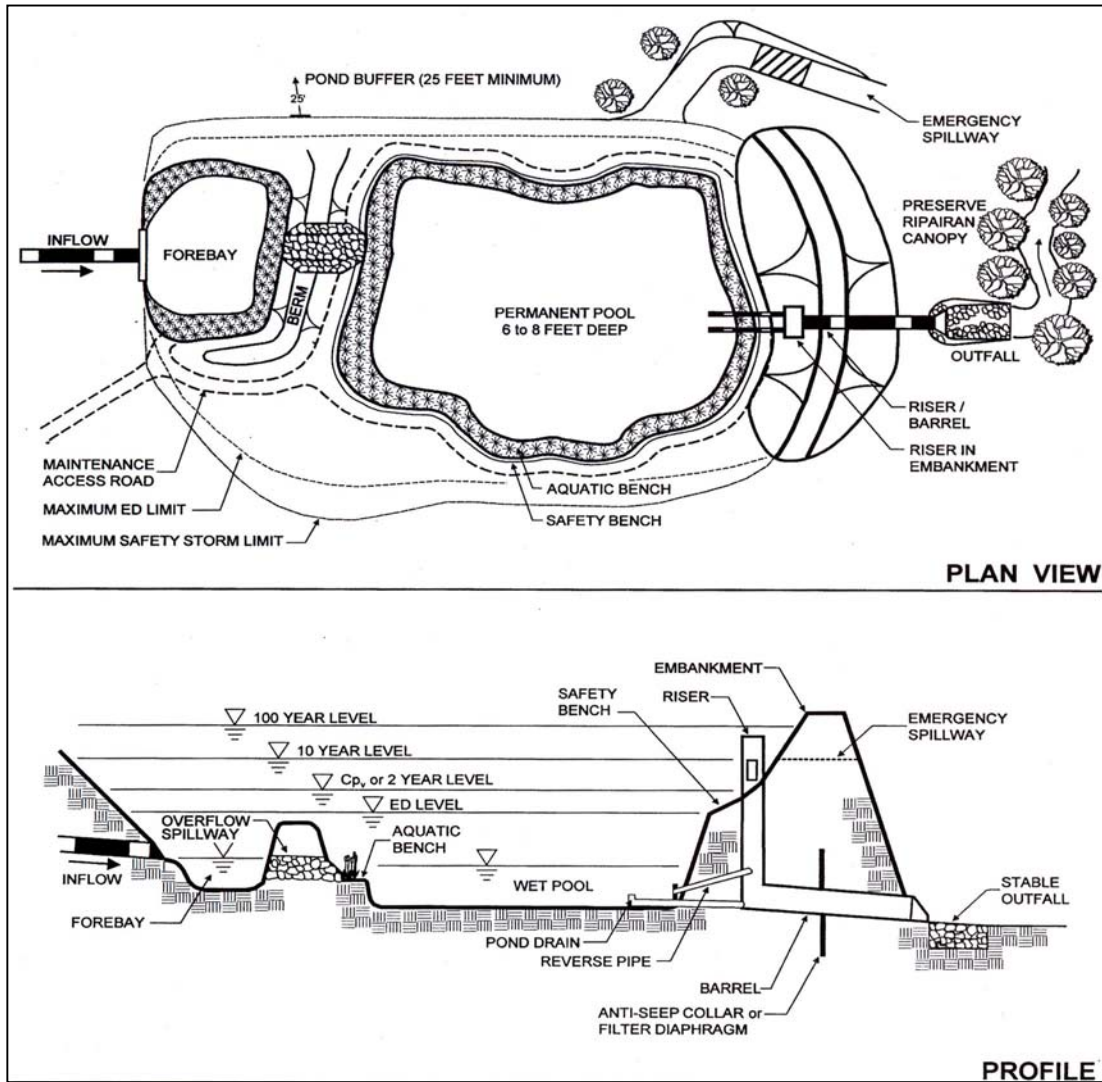 POND BUFFER (25 FEET MINIMUM)
25'
EMERGENCY
SPILLWAY
PRESERVE
RIPAIRAN
CANOPY
INFLOW
FOREBAY
BERM
PERMANENT POOL
6 to 8 FEET DEEP
OUTFALL
RISER /
BARREL
RISER IN
EMBANKMENT
MAINTENANCE
ACCESS ROAD
AQUATIC BENCH
MAXIMUM ED LIMIT
SAFETY BENCH
MAXIMUM SAFETY STORM LIMIT
PLAN VIEW
EMBANKMENT
RISER
SAFETY
BENCH
EMERGENCY
SPILLWAY
100 YEAR LEVEL
10 YEAR LEVEL
Cpv or 2 YEAR LEVEL
ED LEVEL
OVERFLOW
SPILLWAY
AQUATIC
BENCH
INFLOW
WET POOL
FOREBAY
STABLE
OUTFALL
POND DRAIN
REVERSE PIPE
BARREL
ANTI-SEEP COLLAR or
FILTER DIAPHRAGM
PROFILE